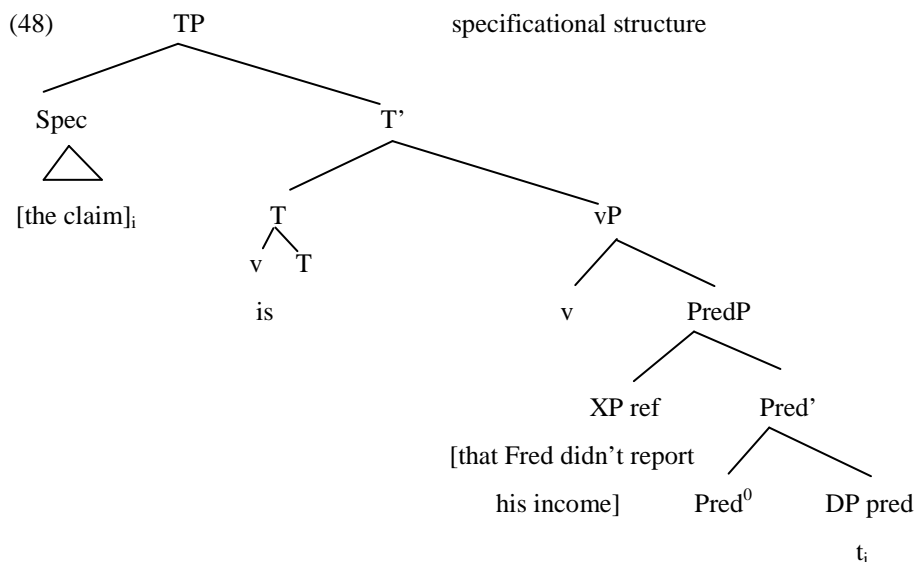 (48) TP specificational structure
Spec T’
[the claim]i T vP
v T
is v PredP
XP ref Pred’
[that Fred didn’t report
his income] Pred0 DP pred
ti